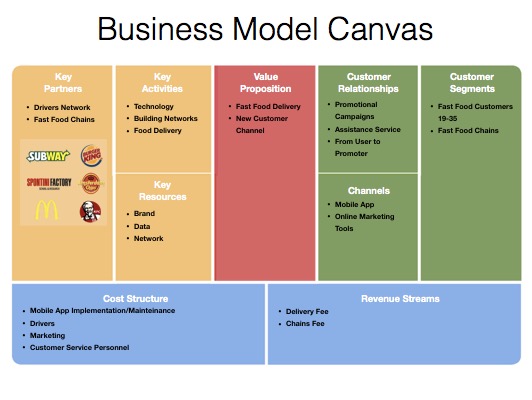 Business Model Canvas
Key
Partners
• Drivers Network
• Fast Food Chains
SUBWAY
BURGER
KING
SPONTINI FACTORY
KFC
Key
Activities
• Technology
• Building Networks
• Food Delivery
Key
Resources
• Brand
• Data
• Network
Value
Proposition
• Fast Food Delivery
• New Customer
Channel
Customer
Relationships
• Promotional
Campaigns
• Assistance Service
• From User to
Promoter
Channels
• Mobile App
• Online Marketing
Tools
Customer
Segments
• Fast Food Customers
19-35
• Fast Food Chains
Cost Structure
• Mobile App Implementation/Mainteinance
• Drivers
• Marketing
• Customer Service Personnel
Revenue Streams
• Delivery Fee
• Chains Fee